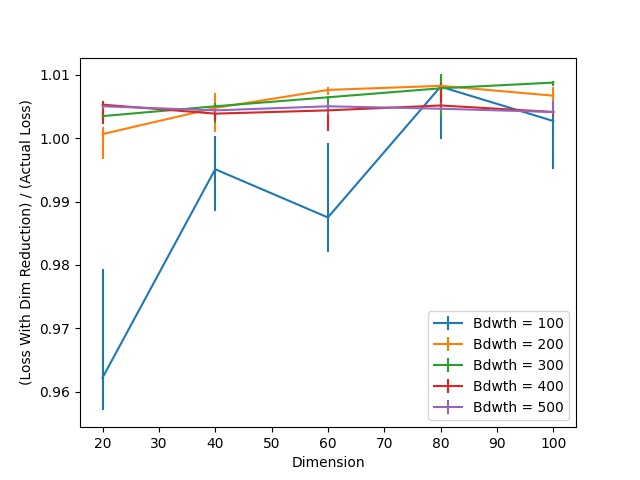 (Loss With Dim Reduction) / (Actual Loss)
1.01
1.00
0.99
0.98
0.97
0.96
20 30 40 50 60 70 80 90 100
Dimension
Bdwth = 100
Bdwth = 200
Bdwth = 300
Bdwth = 400
Bdwth = 500